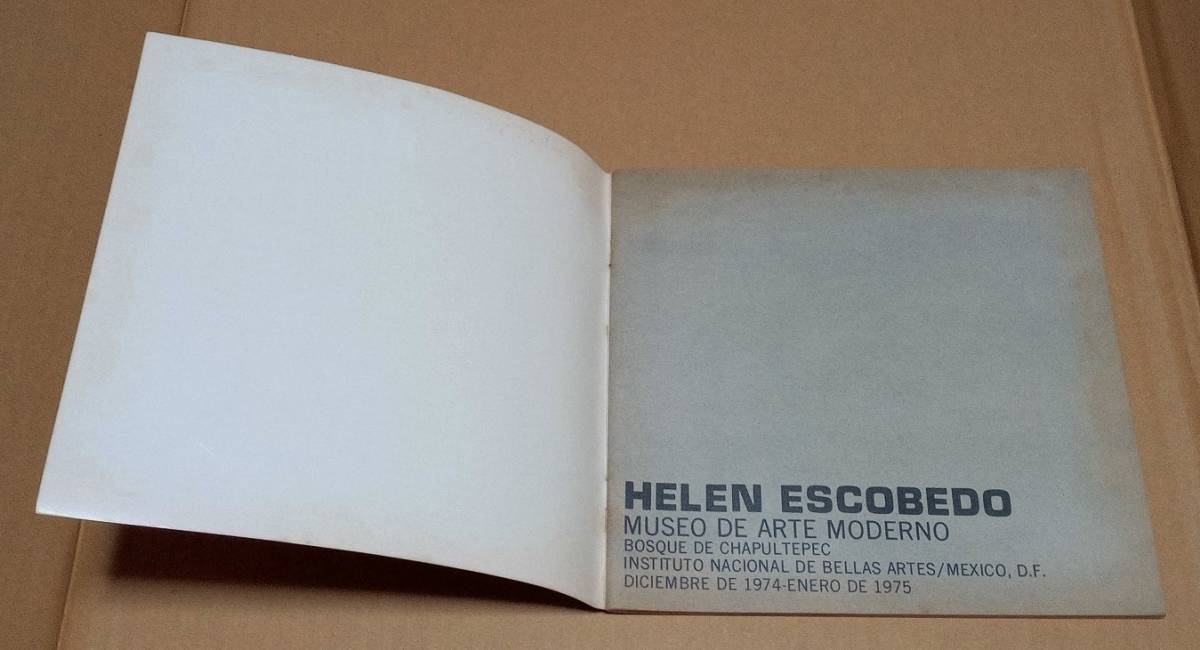 HELEN ESCOBEDO
MUSEO DE ARTE MODERNO
BOSQUE DE CHAPULTEPEC
INSTITUTO NACIONAL DE BELLAS ARTES/MEXICO, D.F.
DICIEMBRE DE 1974-ENERO DE 1975